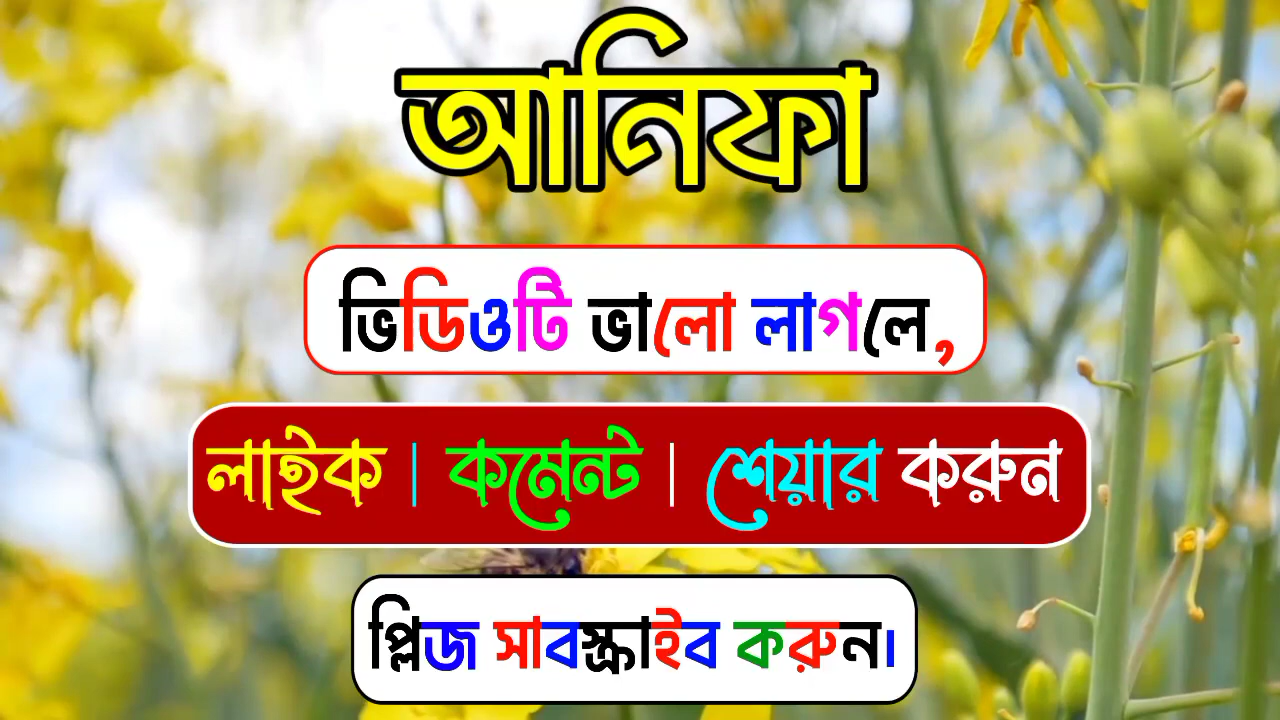 আনিফা
ভিডিওটি ভালো লাগলে,
লাইক | কমেন্ট | শেয়ার করুন
প্লিজ সাবস্ক্রাইব করুন।